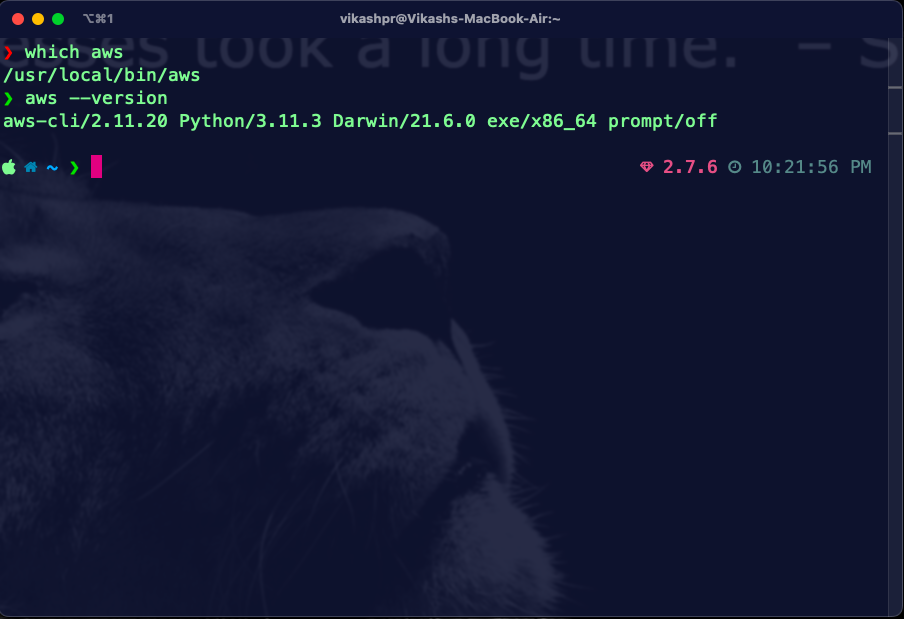 ⌥⌘1
vikashpr@Vikashs-MacBook-Air:~
esses took a long time. – S
❯ which aws
/usr/local/bin/aws
❯ aws --version
aws-cli/2.11.20 Python/3.11.3 Darwin/21.6.0 exe/x86_64 prompt/off
~ ❯ 2.7.6 10:21:56 PM